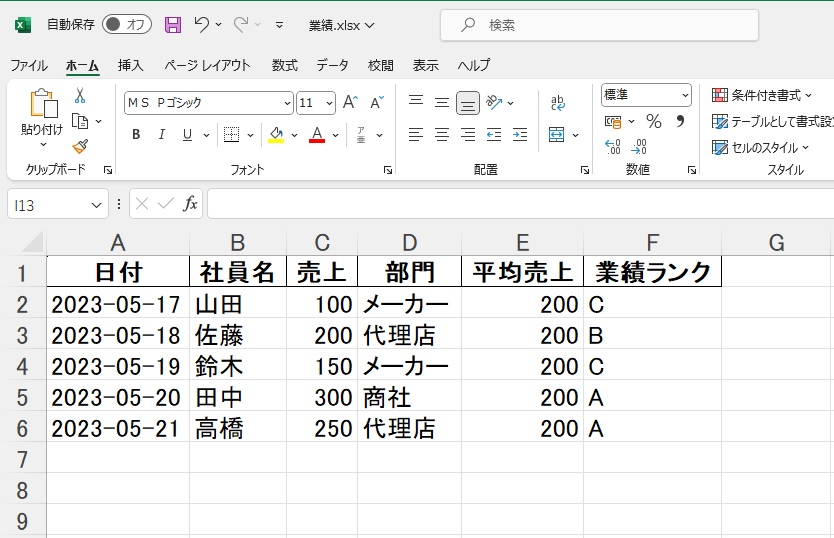 自動保存 オフ 業績.xlsx 検索
ファイル ホーム 挿入 ページ レイアウト 数式 データ 校閲 表示 ヘルプ
貼り付け
クリップボード
ＭＳ Ｐゴシック 11 A A
B I U A 亜
フォント
ab
配置
標準
% 9
.00
数値
条件付き書式
テーブルとして書式設定
セルのスタイル
スタイル
I13 fx
A B C D E F G
1 日付 社員名 売上 部門 平均売上 業績ランク
2 2023-05-17 山田 100 メーカー 200 C
3 2023-05-18 佐藤 200 代理店 200 B
4 2023-05-19 鈴木 150 メーカー 200 C
5 2023-05-20 田中 300 商社 200 A
6 2023-05-21 高橋 250 代理店 200 A
7
8
9